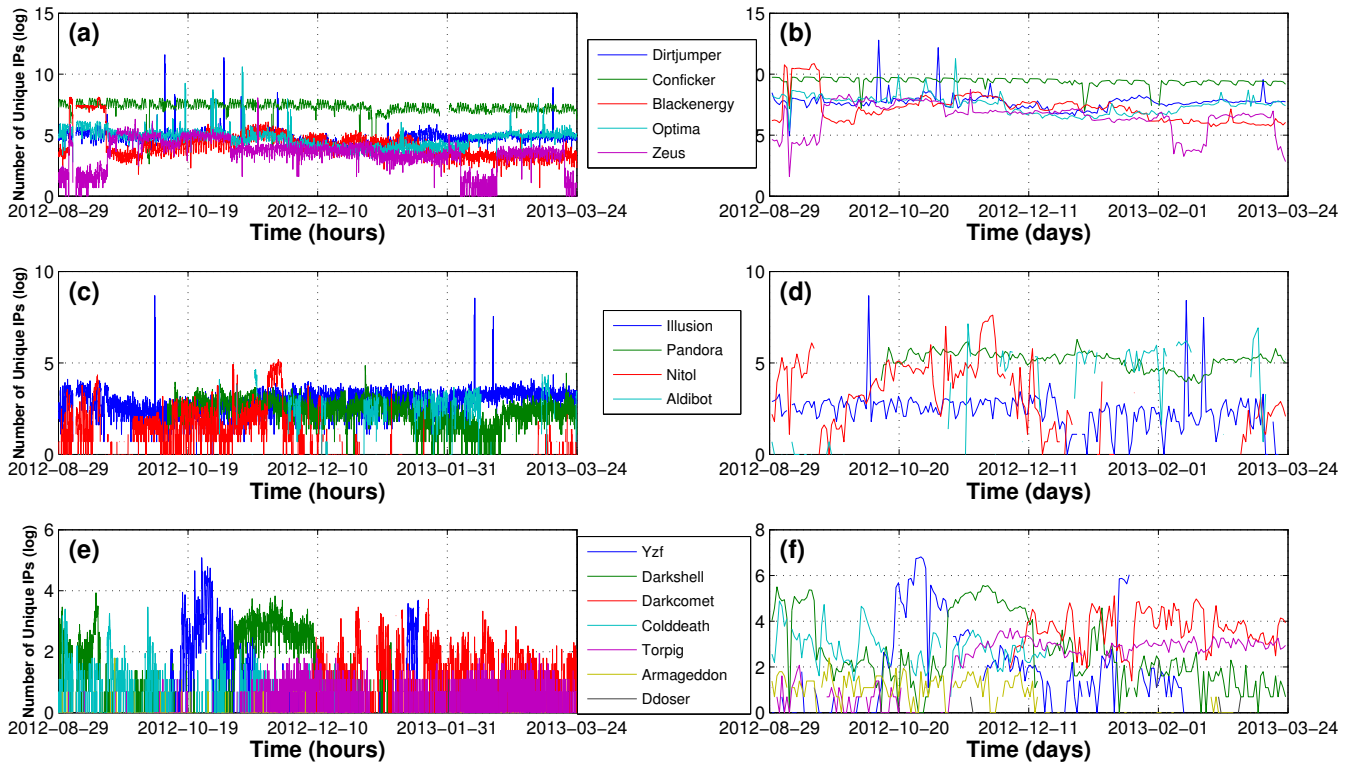 (a)
Number of Unique IPs (log)
15
10
5
0
2012−08−29 2012−10−19 2012−12−10 2013−01−31 2013−03−24
Time (hours)
Dirtjumper
Conficker
Blackenergy
Optima
Zeus
(b)
15
10
5
0
2012−08−29 2012−10−20 2012−12−11 2013−02−01 2013−03−24
Time (days)
(c)
Number of Unique IPs (log)
10
5
0
2012−08−29 2012−10−19 2012−12−10 2013−01−31 2013−03−24
Time (hours)
Illusion
Pandora
Nitol
Aldibot
(d)
10
5
0
2012−08−29 2012−10−20 2012−12−11 2013−02−01 2013−03−24
Time (days)
(e)
Number of Unique IPs (log)
6
4
2
0
2012−08−29 2012−10−19 2012−12−10 2013−01−31 2013−03−24
Time (hours)
Yzf
Darkshell
Darkcomet
Colddeath
Torpig
Armageddon
Ddoser
(f)
8
6
4
2
0
2012−08−29 2012−10−20 2012−12−11 2013−02−01 2013−03−24
Time (days)